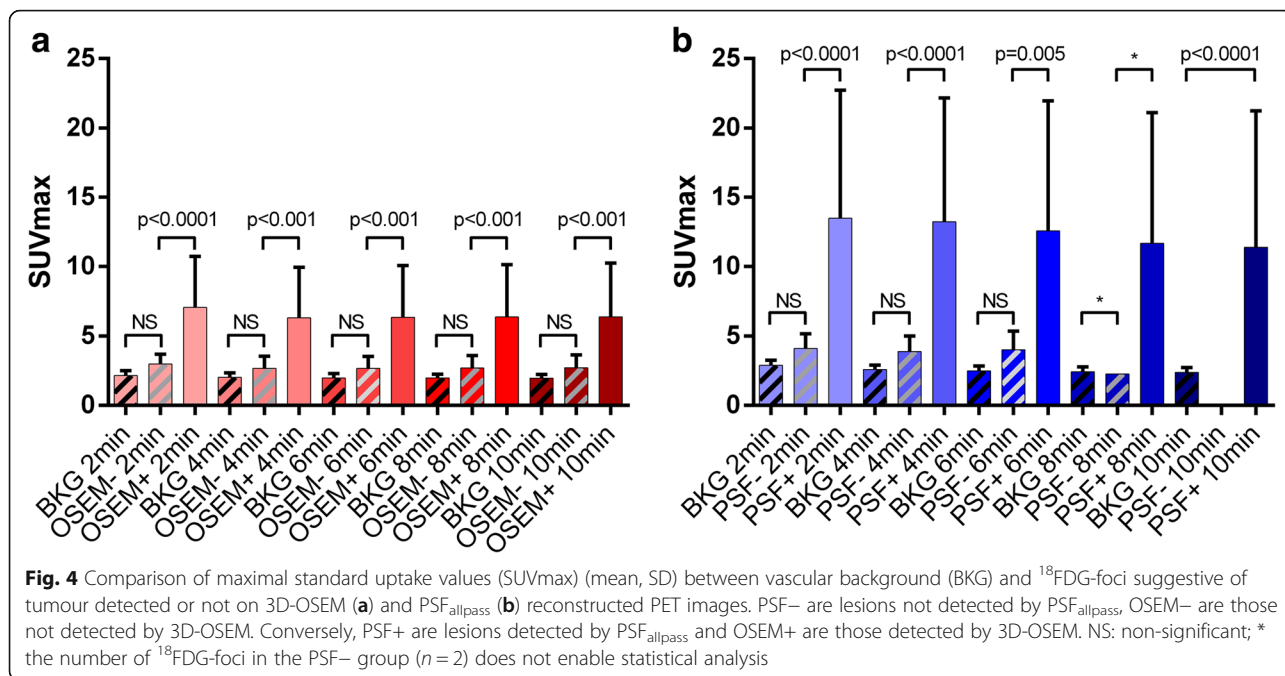 a
b
25
20
15
10
5
0
SUVmax
p<0.0001
p<0.001
p<0.001
p<0.001
p<0.001
NS
NS
NS
NS
NS
BKG 2min
OSEM- 2min
OSEM+ 2min
BKG 4min
OSEM- 4min
OSEM+ 4min
BKG 6min
OSEM- 6min
OSEM+ 6min
BKG 8min
OSEM- 8min
OSEM+ 8min
BKG 10min
OSEM- 10min
OSEM+ 10min
25
20
15
10
5
0
SUVmax
p<0.0001
p<0.0001
p=0.005
*
p<0.0001
NS
NS
NS
*
BKG 2min
PSF- 2min
PSF+ 2min
BKG 4min
PSF- 4min
PSF+ 4min
BKG 6min
PSF- 6min
PSF+ 6min
BKG 8min
PSF- 8min
PSF+ 8min
BKG 10min
PSF- 10min
PSF+ 10min
Fig. 4 Comparison of maximal standard uptake values (SUVmax) (mean, SD) between vascular background (BKG) and ¹⁸FDG-foci suggestive of
tumour detected or not on 3D-OSEM (a) and PSFallpass (b) reconstructed PET images. PSF− are lesions not detected by PSFallpass, OSEM− are those
not detected by 3D-OSEM. Conversely, PSF+ are lesions detected by PSFallpass and OSEM+ are those detected by 3D-OSEM. NS: non-significant; *
the number of ¹⁸FDG-foci in the PSF− group (n = 2) does not enable statistical analysis